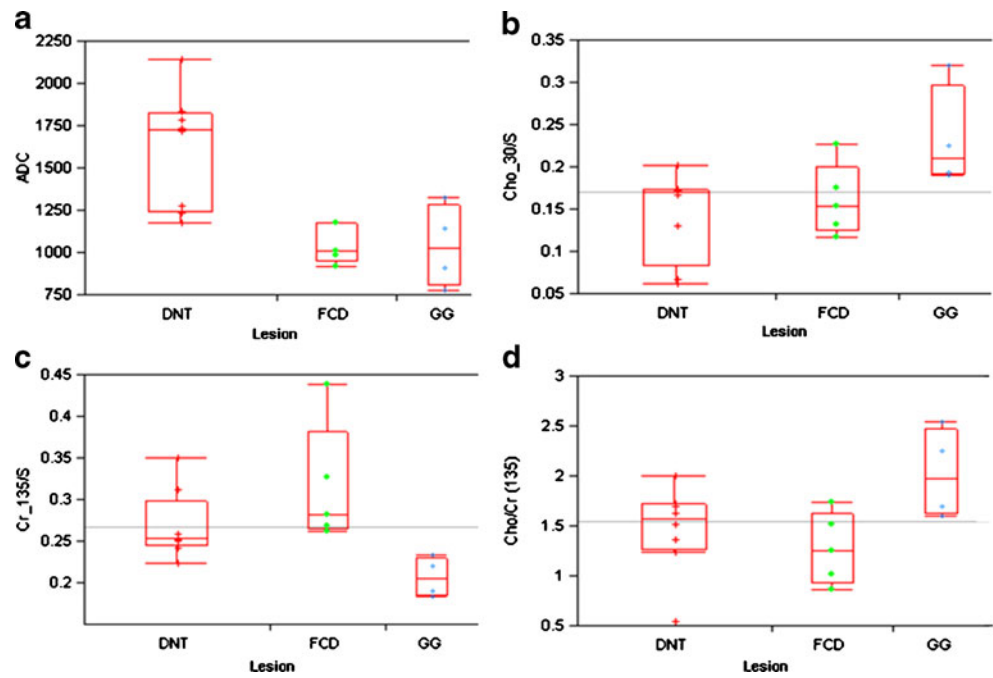 a
2250
2000
1750
1500
1250
1000
750
ADC
DNT FCD GG
Lesion
b
0.35
0.3
0.25
0.2
0.15
0.1
0.05
Cho_30/S
DNT FCD GG
Lesion
c
0.45
0.4
0.35
0.3
0.25
0.2
Cr_135/S
DNT FCD GG
Lesion
d
3
2.5
2
1.5
1
0.5
Cho/Cr (135)
DNT FCD GG
Lesion